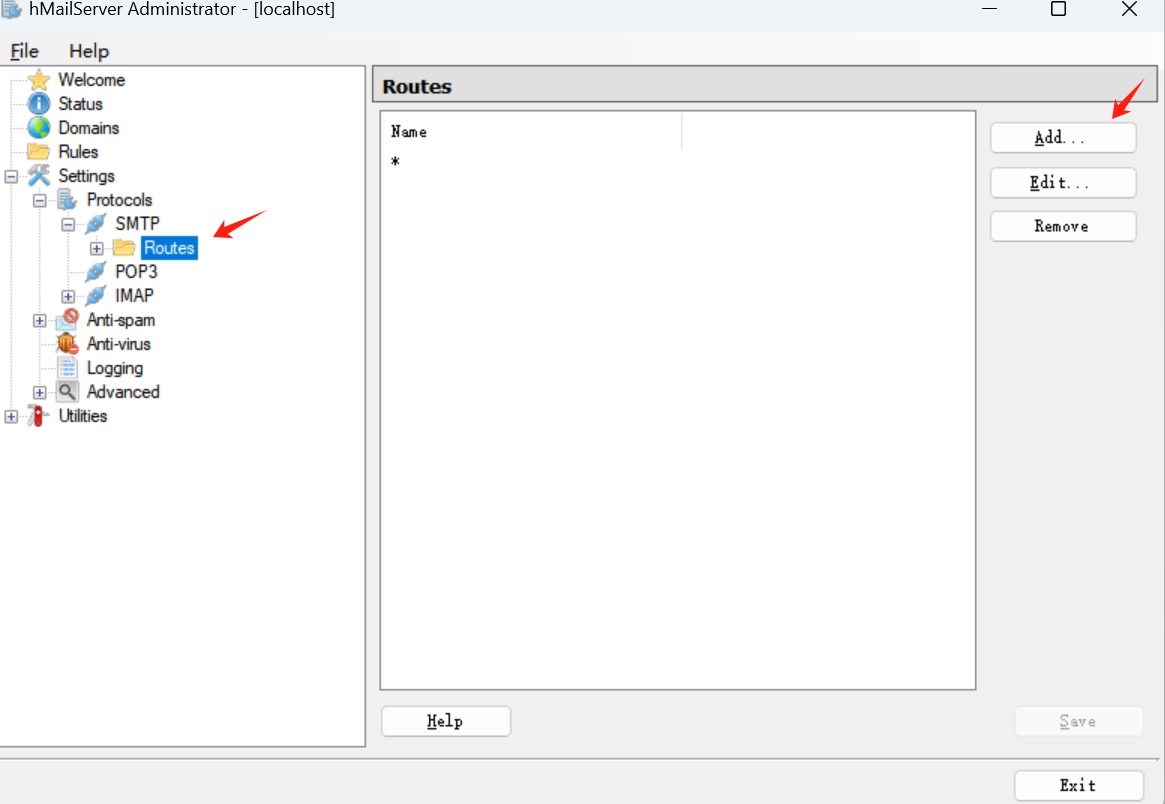 hMailServer Administrator - [localhost]
File Help
Welcome
Status
Domains
Rules
Settings
Protocols
SMTP
Routes
POP3
IMAP
Anti-spam
Anti-virus
Logging
Advanced
Utilities
Routes
Name
*
Add...
Edit...
Remove
Help
Save
Exit